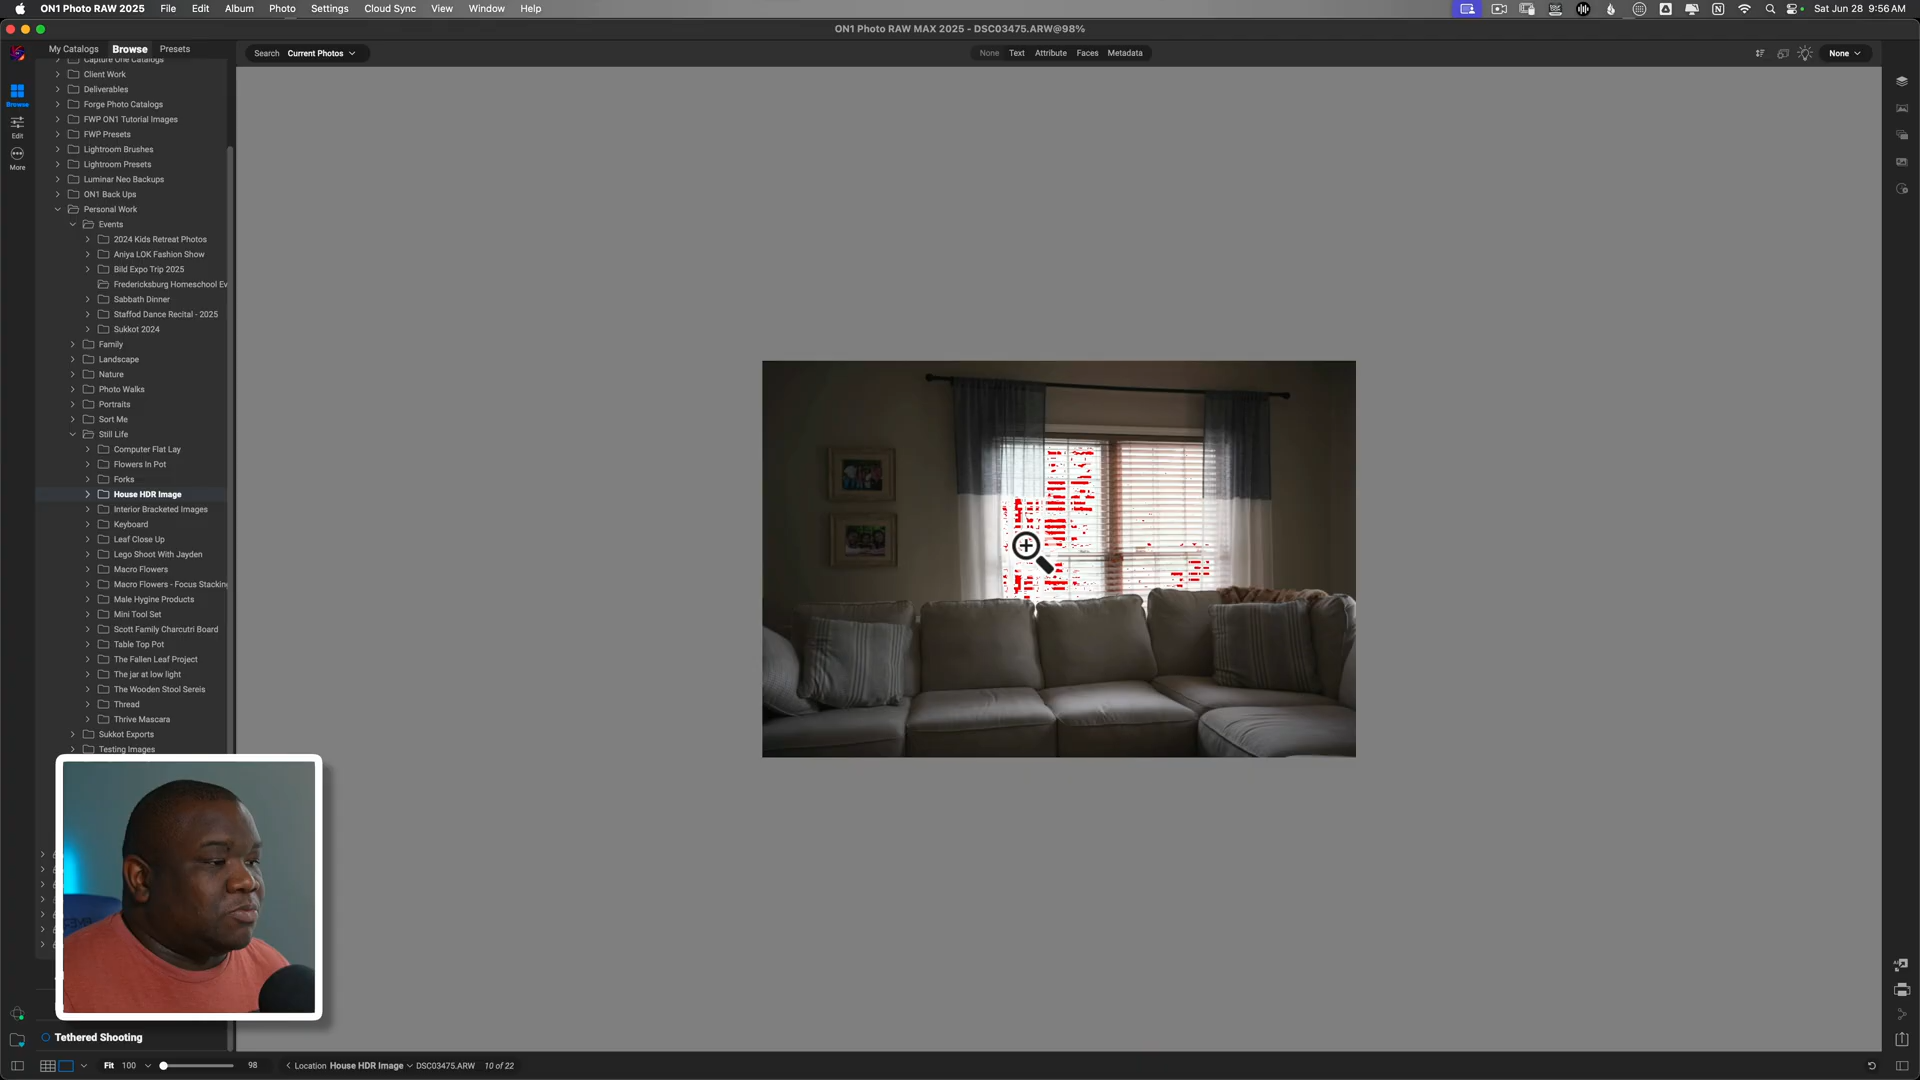 ON1 Photo RAW 2025 File Edit Album Photo Settings Cloud Sync View Window Help Sat Jun 28 9:56 AM
ON1 Photo RAW MAX 2025 - DSC03475.ARW@98%
My Catalogs Browse Presets Search Current Photos None Text Attribute Faces Metadata None
Capture One Catalogs
Client Work
Deliverables
Forge Photo Catalogs
FWP ON1 Tutorial Images
FWP Presets
Lightroom Brushes
Lightroom Presets
Luminar Neo Backups
ON1 Back Ups
Personal Work
Events
2024 Kids Retreat Photos
Aniya LOK Fashion Show
Bild Expo Trip 2025
Fredericksburg Homeschool Ev
Sabbath Dinner
Staffod Dance Recital - 2025
Sukkot 2024
Family
Landscape
Nature
Photo Walks
Portraits
Sort Me
Still Life
Computer Flat Lay
Flowers In Pot
Forks
House HDR Image
Interior Bracketed Images
Keyboard
Leaf Close Up
Lego Shoot With Jayden
Macro Flowers
Macro Flowers - Focus Stacking
Male Hygine Products
Mini Tool Set
Scott Family Charcutri Board
Table Top Pot
The Fallen Leaf Project
The jar at low light
The Wooden Stool Sereis
Thread
Thrive Mascara
Sukkot Exports
Testing Images
Browse
Edit
More
Tethered Shooting
Fit 100 98 Location House HDR Image DSC03475.ARW 10 of 22